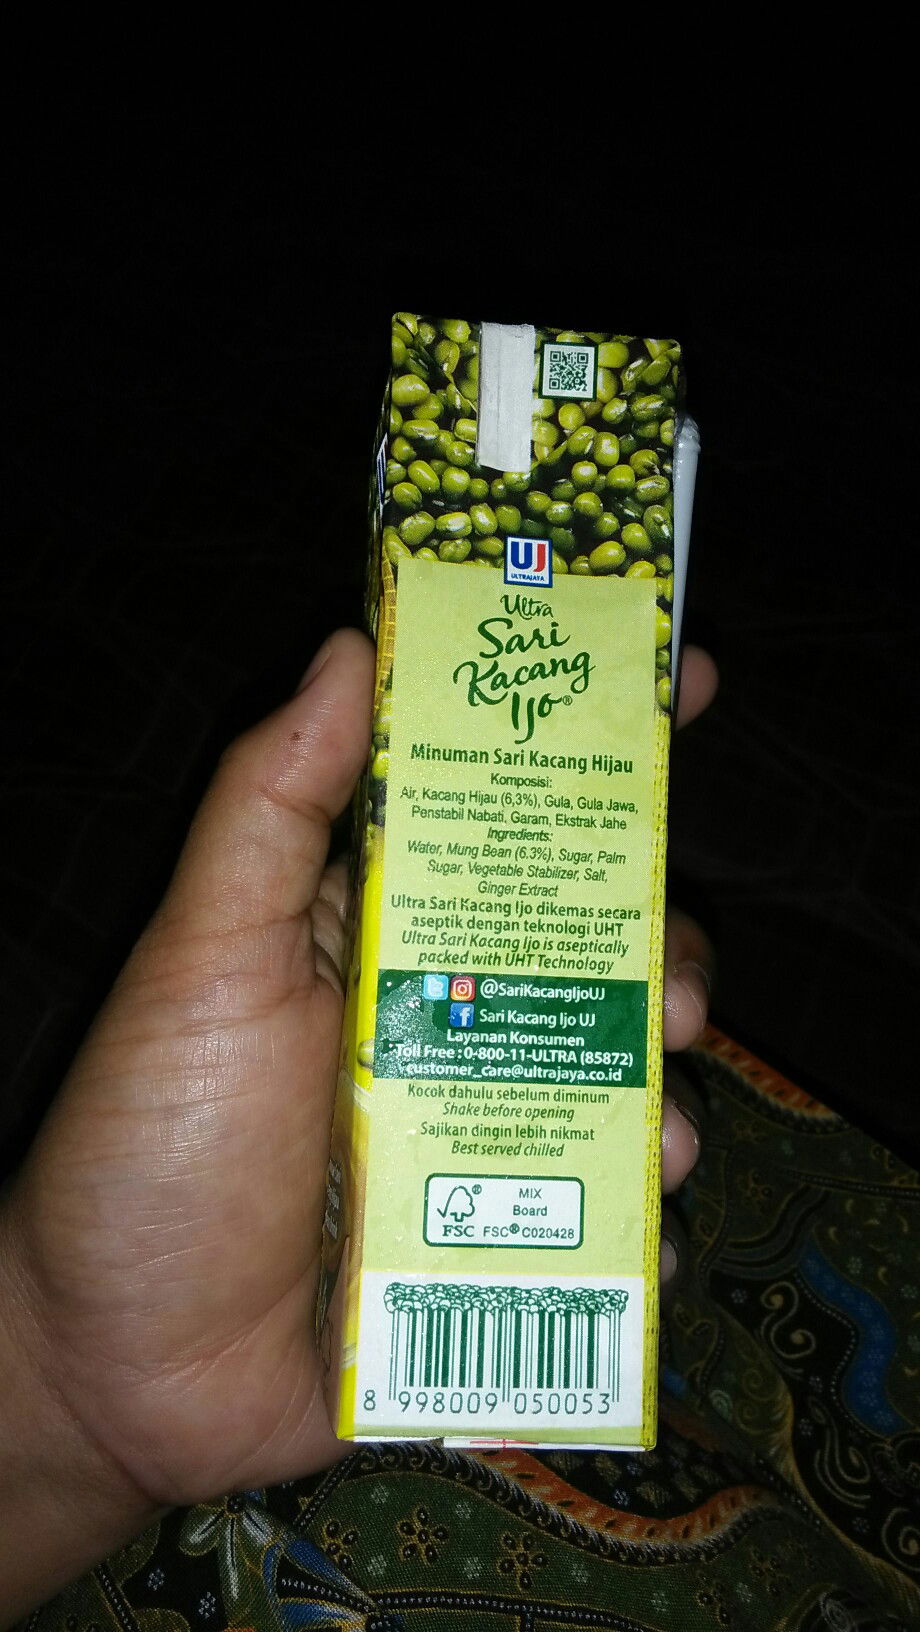 UJ
ULTRAJAYA
Ultra
Sari
Kacang
Ijo®
Minuman Sari Kacang Hijau
Komposisi:
Air, Kacang Hijau (6,3%), Gula, Gula Jawa,
Penstabil Nabati, Garam, Ekstrak Jahe
Ingredients:
Water, Mung Bean (6.3%), Sugar, Palm
Sugar, Vegetable Stabilizer, Salt,
Ginger Extract
Ultra Sari Kacang Ijo dikemas secara
aseptik dengan teknologi UHT
Ultra Sari Kacang Ijo is aseptically
packed with UHT Technology
@SariKacangIjoUJ
Sari Kacang Ijo UJ
Layanan Konsumen
Toll Free : 0-800-11-ULTRA (85872)
customer_care@ultrajaya.co.id
Kocok dahulu sebelum diminum
Shake before opening
Sajikan dingin lebih nikmat
Best served chilled
MIX
Board
FSC FSC® C020428
8 998009 050053